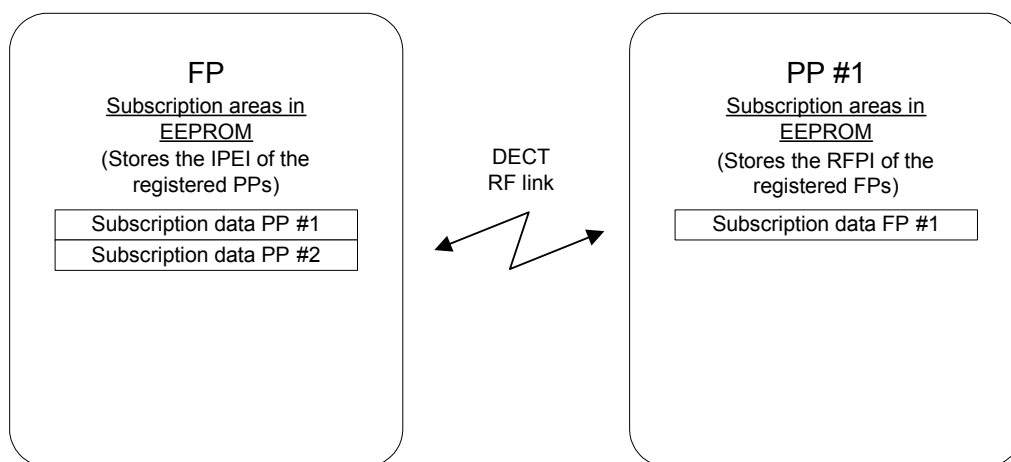 FP
Subscription areas in
EEPROM
(Stores the IPEI of the
registered PPs)
Subscription data PP #1
Subscription data PP #2
DECT
RF link
PP #1
Subscription areas in
EEPROM
(Stores the RFPI of the
registered FPs)
Subscription data FP #1